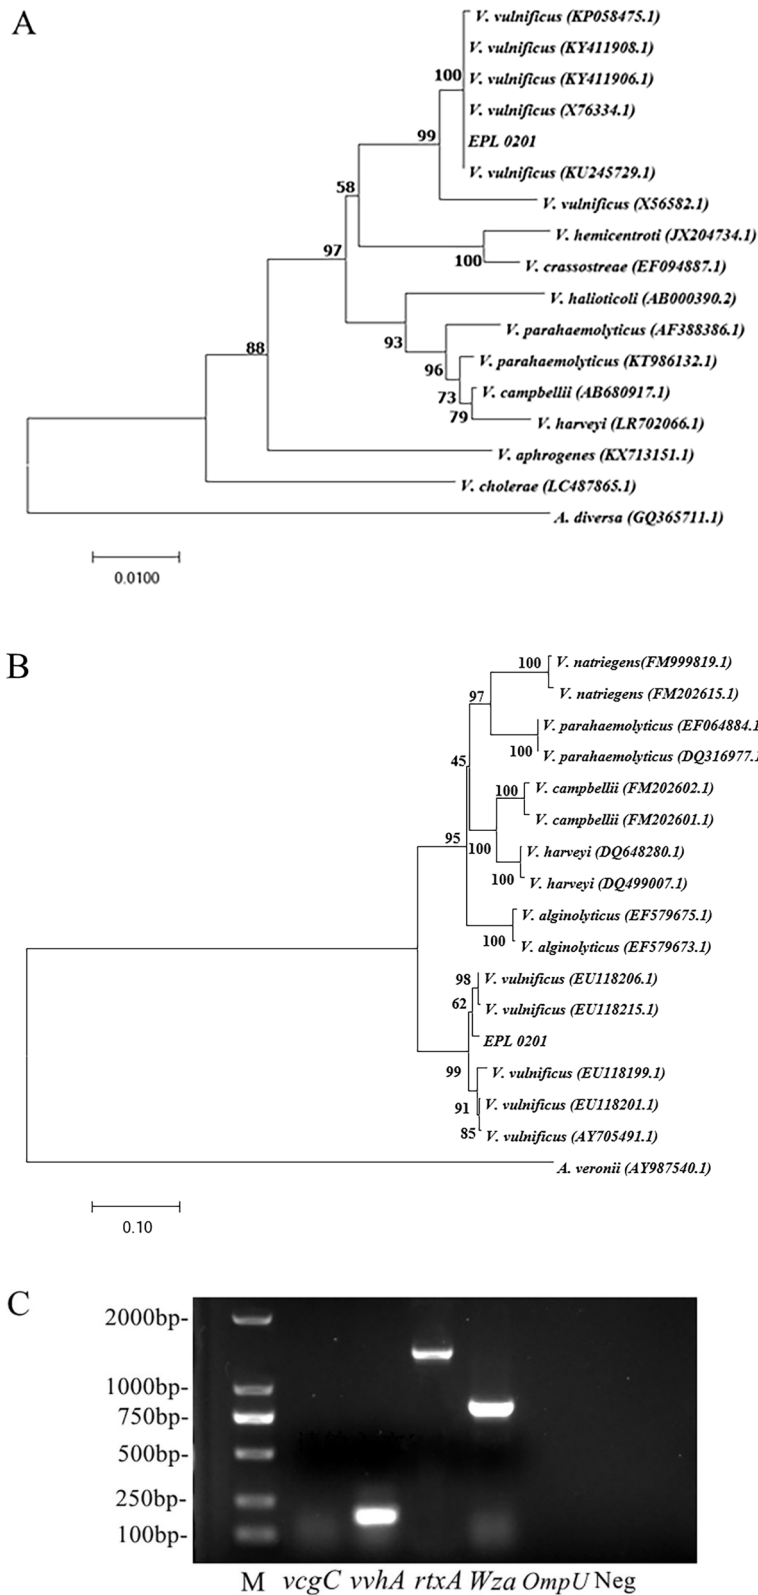 A
V. vulnificus (KP058475.1)
V. vulnificus (KY411908.1)
100
V. vulnificus (KY411906.1)
V. vulnificus (X76334.1)
99
EPL 0201
V. vulnificus (KU245729.1)
58
V. vulnificus (X56582.1)
V. hemicentroti (JX204734.1)
97
100
V. crassostreae (EF094887.1)
V. halioticoli (AB000390.2)
V. parahaemolyticus (AF388386.1)
93
V. parahaemolyticus (KT986132.1)
88
96
V. campbellii (AB680917.1)
73
79
V. harveyi (LR702066.1)
V. aphrogenes (KX713151.1)
V. cholerae (LC487865.1)
A. diversa (GQ365711.1)
0.0100
B
100
V. natriegens(FM999819.1)
V. natriegens (FM202615.1)
97
V. parahaemolyticus (EF064884.1
100
V. parahaemolyticus (DQ316977.1
45
100
V. campbellii (FM202602.1)
V. campbellii (FM202601.1)
95
100
V. harveyi (DQ648280.1)
100
V. harveyi (DQ499007.1)
V. alginolyticus (EF579675.1)
100
V. alginolyticus (EF579673.1)
98
V. vulnificus (EU118206.1)
62
V. vulnificus (EU118215.1)
EPL 0201
99
V. vulnificus (EU118199.1)
91
V. vulnificus (EU118201.1)
85
V. vulnificus (AY705491.1)
A. veronii (AY987540.1)
0.10
C
2000bp-
1000bp-
750bp-
500bp-
250bp-
100bp-
M vcgC vvhA rtxA Wza OmpU Neg